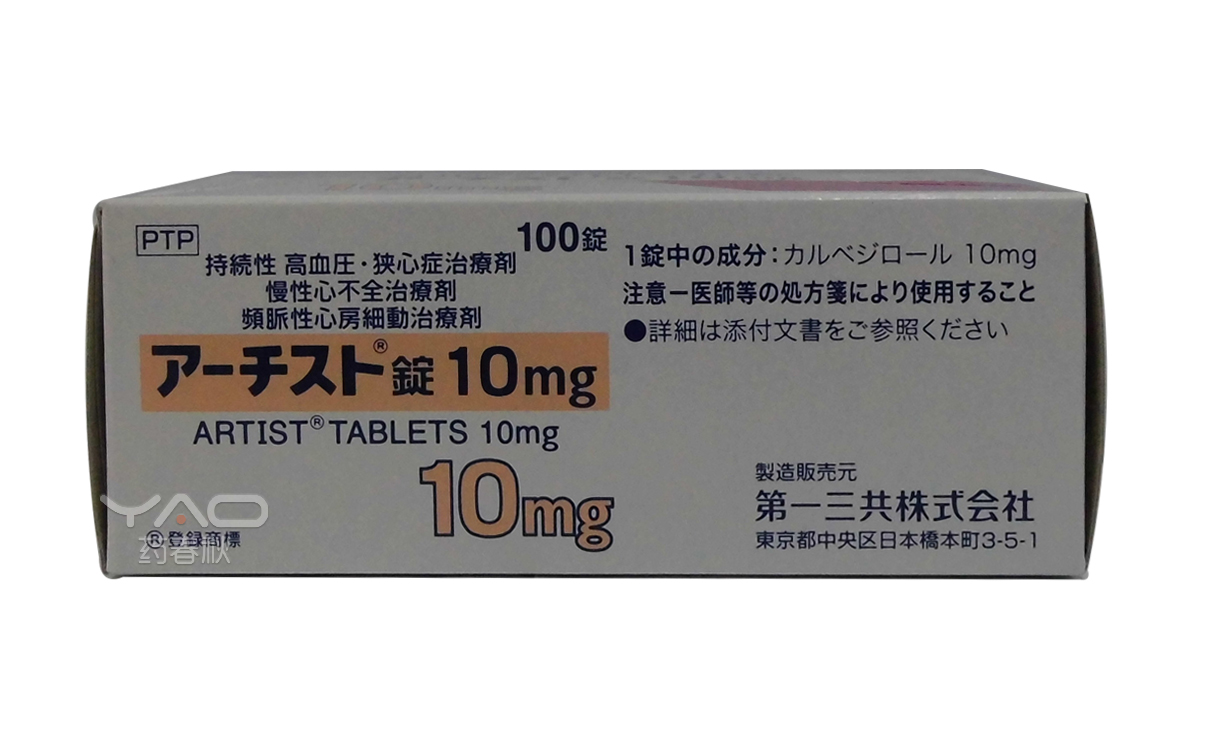 PTP
100錠
持続性 高血圧・狭心症治療剤
慢性心不全治療剤
頻脈性心房細動治療剤
アーチスト®錠 10mg
ARTIST® TABLETS 10mg
10mg
®登録商標
YAO
药春秋
1錠中の成分：カルベジロール 10mg
注意－医師等の処方箋により使用すること
●詳細は添付文書をご参照ください
製造販売元
第一三共株式会社
東京都中央区日本橋本町3-5-1